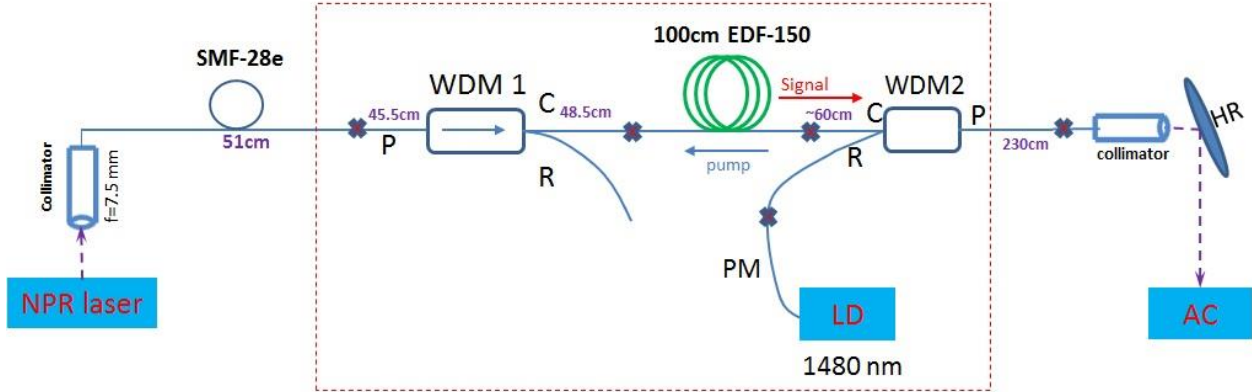 SMF-28e
51cm
Collimator
f=7.5 mm
NPR laser
45.5cm
P
WDM 1
C
48.5cm
R
100cm EDF-150
Signal
pump
~60cm
C
WDM2
P
R
PM
LD
1480 nm
230cm
collimator
HR
AC